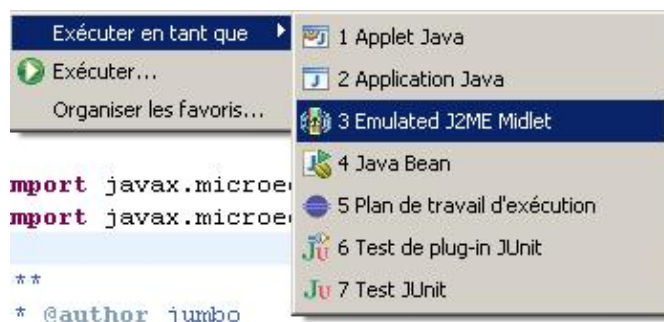 Exécuter en tant que
Exécuter...
Organiser les favoris...
1 Applet Java
2 Application Java
3 Emulated J2ME Midlet
4 Java Bean
5 Plan de travail d'exécution
6 Test de plug-in JUnit
7 Test JUnit
mport javax.microe
mport javax.microe
**
* @author jumbo